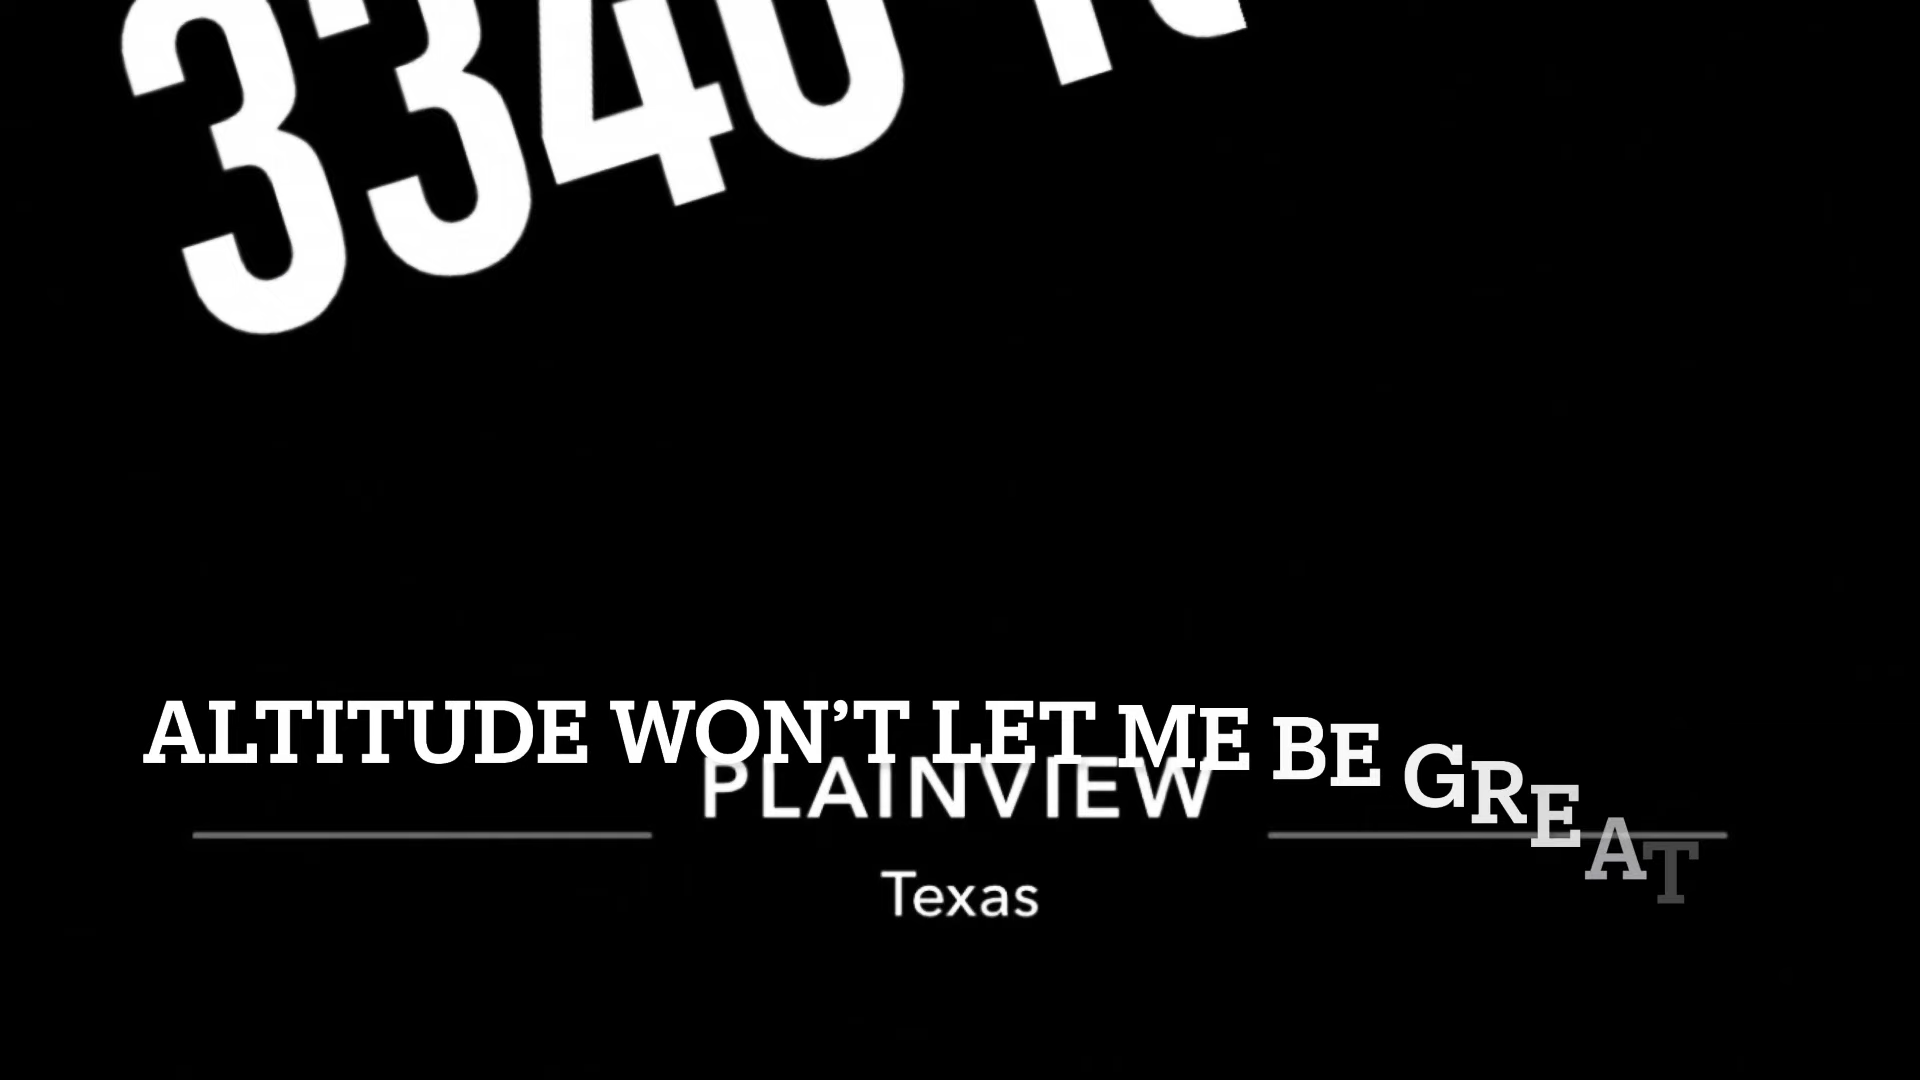 3340
ALTITUDE WON’T LET ME BE GREAT
PLAINVIEW
Texas